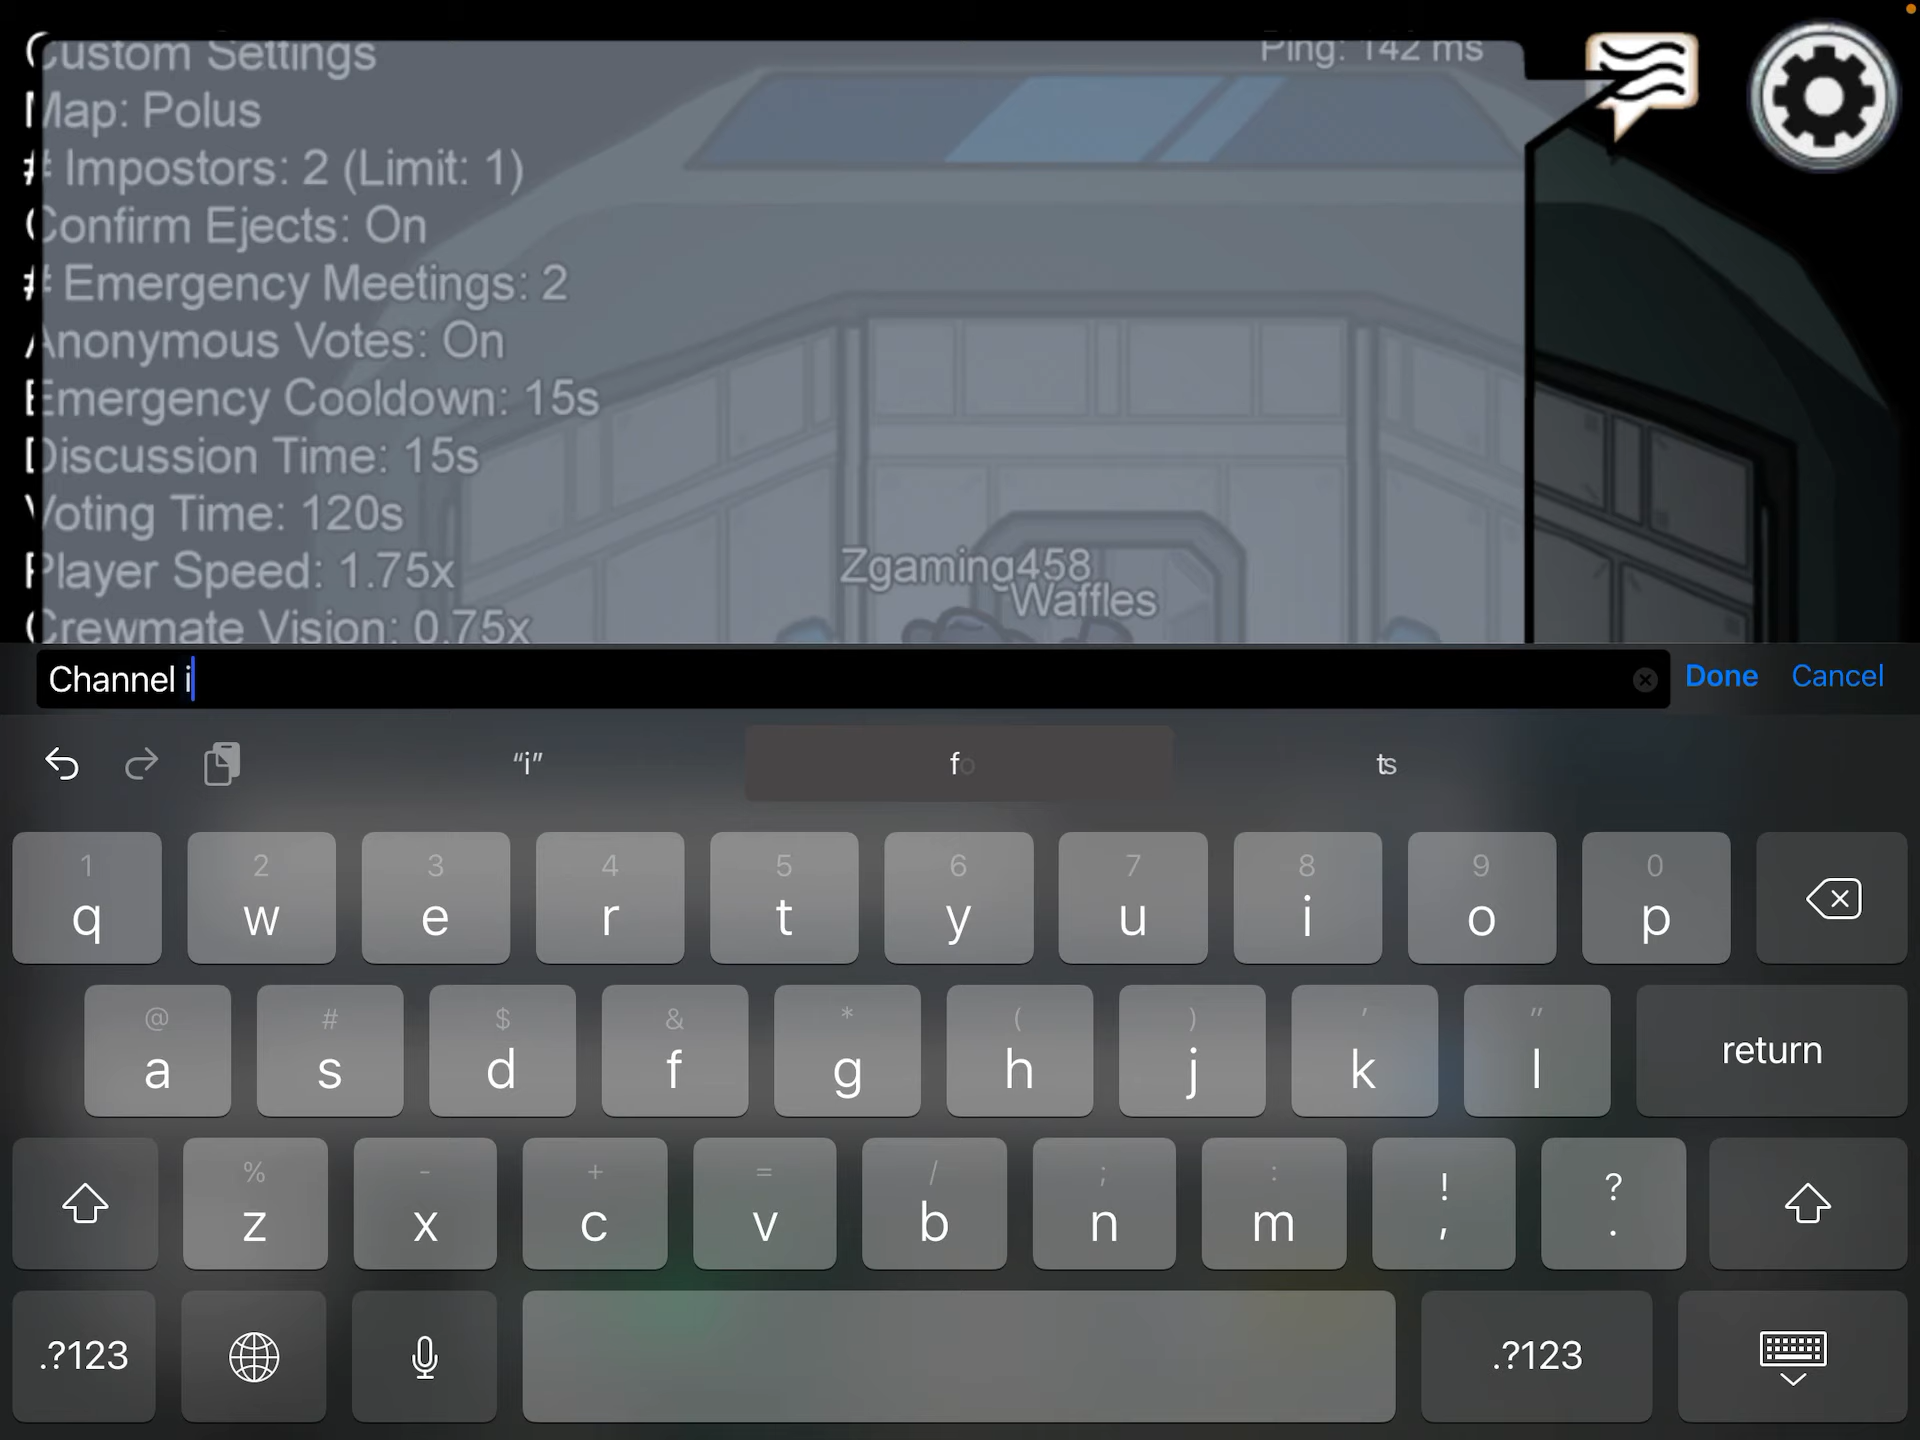 Custom Settings
Ping: 142 ms
Map: Polus
# Impostors: 2 (Limit: 1)
Confirm Ejects: On
# Emergency Meetings: 2
Anonymous Votes: On
Emergency Cooldown: 15s
Discussion Time: 15s
Voting Time: 120s
Player Speed: 1.75x
Crewmate Vision: 0.75x
Zgaming458
Waffles
Channel i
Done Cancel
“i”
1 2 3 4 5 6 7 8 9 0
q w e r t y u i o p
@ # $ & * ( ) ' "
a s d f g h j k l return
% - + = / ; : ! ?
z x c v b n m , .
.?123 .?123